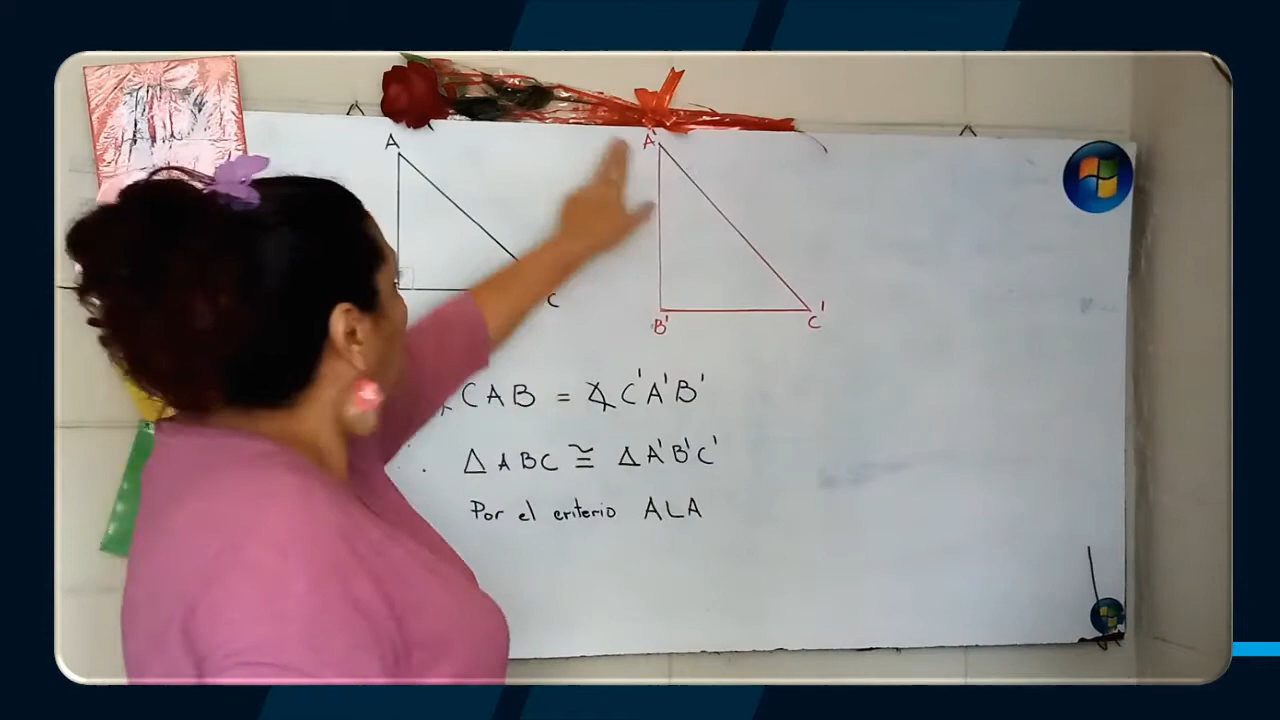 A A'
C
B' C'
CAB = ∡ C'A'B'
△ ABC ≅ △ A'B'C'
Por el criterio ALA